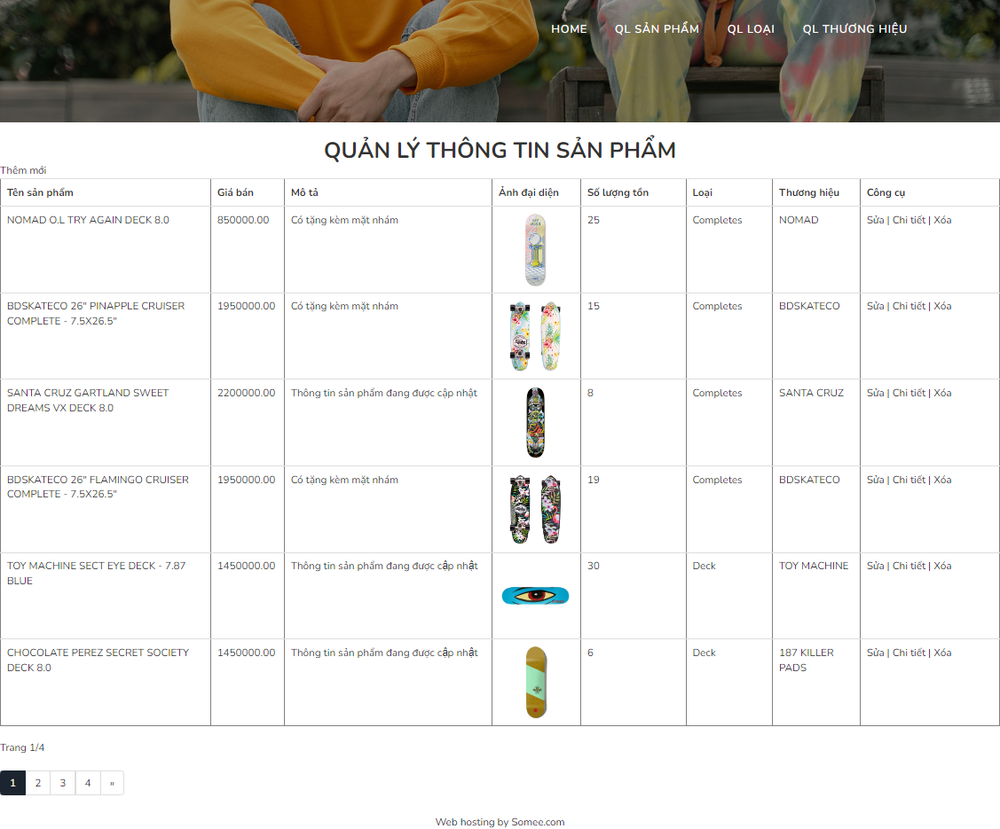 HOME QL SẢN PHẨM QL LOẠI QL THƯƠNG HIỆU
QUẢN LÝ THÔNG TIN SẢN PHẨM
Thêm mới
Tên sản phẩm Giá bán Mô tả Ảnh đại diện Số lượng tồn Loại Thương hiệu Công cụ
NOMAD O.L TRY AGAIN DECK 8.0 850000.00 Có tặng kèm mặt nhám 25 Completes NOMAD Sửa | Chi tiết | Xóa
BDSKATECO 26" PINAPPLE CRUISER 1950000.00 Có tặng kèm mặt nhám 15 Completes BDSKATECO Sửa | Chi tiết | Xóa
COMPLETE - 7.5X26.5"
SANTA CRUZ GARTLAND SWEET 2200000.00 Thông tin sản phẩm đang được cập nhật 8 Completes SANTA CRUZ Sửa | Chi tiết | Xóa
DREAMS VX DECK 8.0
BDSKATECO 26" FLAMINGO CRUISER 1950000.00 Có tặng kèm mặt nhám 19 Completes BDSKATECO Sửa | Chi tiết | Xóa
COMPLETE - 7.5X26.5"
TOY MACHINE SECT EYE DECK - 7.87 1450000.00 Thông tin sản phẩm đang được cập nhật 30 Deck TOY MACHINE Sửa | Chi tiết | Xóa
BLUE
CHOCOLATE PEREZ SECRET SOCIETY 1450000.00 Thông tin sản phẩm đang được cập nhật 6 Deck 187 KILLER Sửa | Chi tiết | Xóa
DECK 8.0 PADS
Trang 1/4
1 2 3 4 »
Web hosting by Somee.com